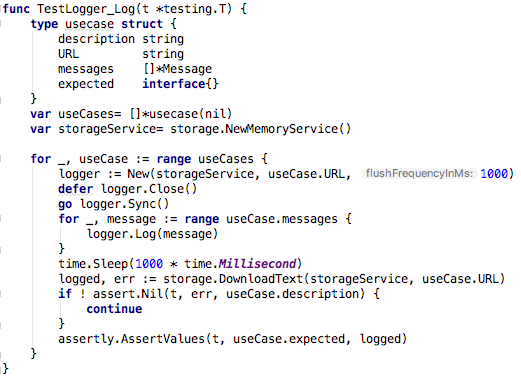 func TestLogger_Log(t *testing.T) {
    type usecase struct {
        description string
        URL         string
        messages    []*Message
        expected    interface{}
    }
    var useCases= []*usecase(nil)
    var storageService= storage.NewMemoryService()

    for _, useCase := range useCases {
        logger := New(storageService, useCase.URL, flushFrequencyInMs: 1000)
        defer logger.Close()
        go logger.Sync()
        for _, message := range useCase.messages {
            logger.Log(message)
        }
        time.Sleep(1000 * time.Millisecond)
        logged, err := storage.DownloadText(storageService, useCase.URL)
        if ! assert.Nil(t, err, useCase.description) {
            continue
        }
        assertly.AssertValues(t, useCase.expected, logged)
    }
}